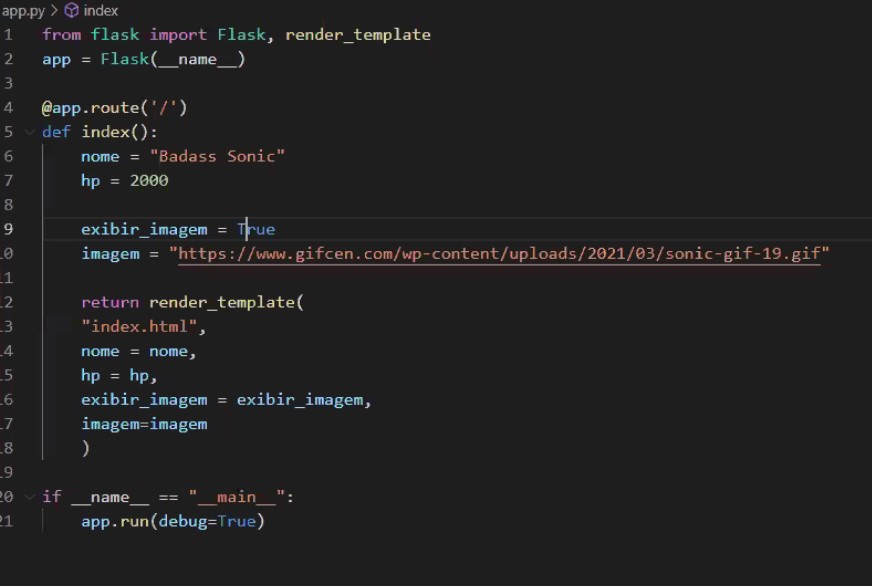 app.py > index
1 from flask import Flask, render_template
2 app = Flask(__name__)
3
4 @app.route('/')
5 def index():
6 nome = "Badass Sonic"
7 hp = 2000
8
9 exibir_imagem = True
10 imagem = "https://www.gifcen.com/wp-content/uploads/2021/03/sonic-gif-19.gif"
11
12 return render_template(
13 "index.html",
14 nome = nome,
15 hp = hp,
16 exibir_imagem = exibir_imagem,
17 imagem=imagem
18 )
19
20 if __name__ == "__main__":
21 app.run(debug=True)